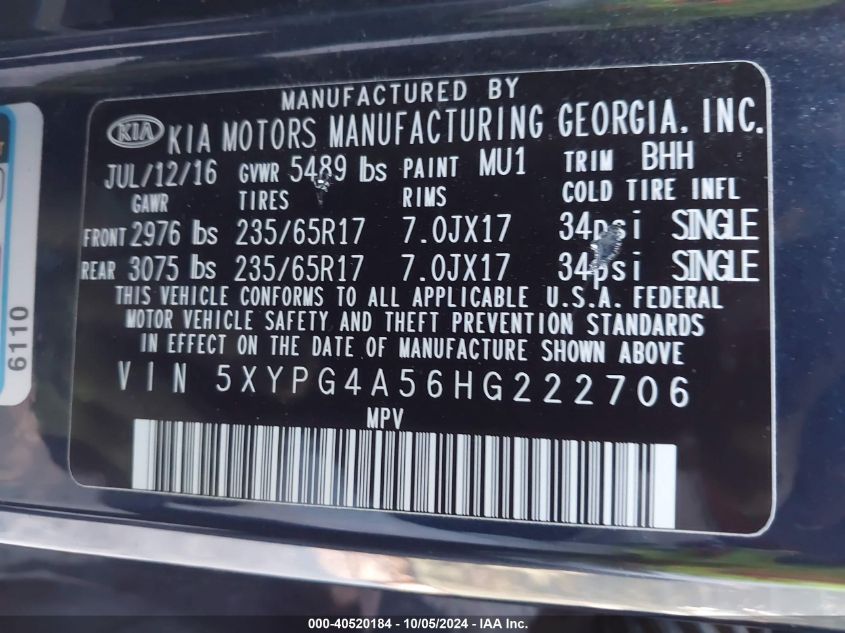 MANUFACTURED BY
KIA KIA MOTORS MANUFACTURING GEORGIA, INC.
JUL/12/16 GVWR 5489 lbs PAINT MU1 TRIM BHH
GAWR TIRES RIMS COLD TIRE INFL
FRONT 2976 lbs 235/65R17 7.0JX17 34psi SINGLE
REAR 3075 lbs 235/65R17 7.0JX17 34psi SINGLE
THIS VEHICLE CONFORMS TO ALL APPLICABLE U.S.A. FEDERAL
MOTOR VEHICLE SAFETY AND THEFT PREVENTION STANDARDS
IN EFFECT ON THE DATE OF MANUFACTURE SHOWN ABOVE
VIN 5XYPG4A56HG222706
MPV
6110
000-40520184 - 10/05/2024 - IAA Inc.